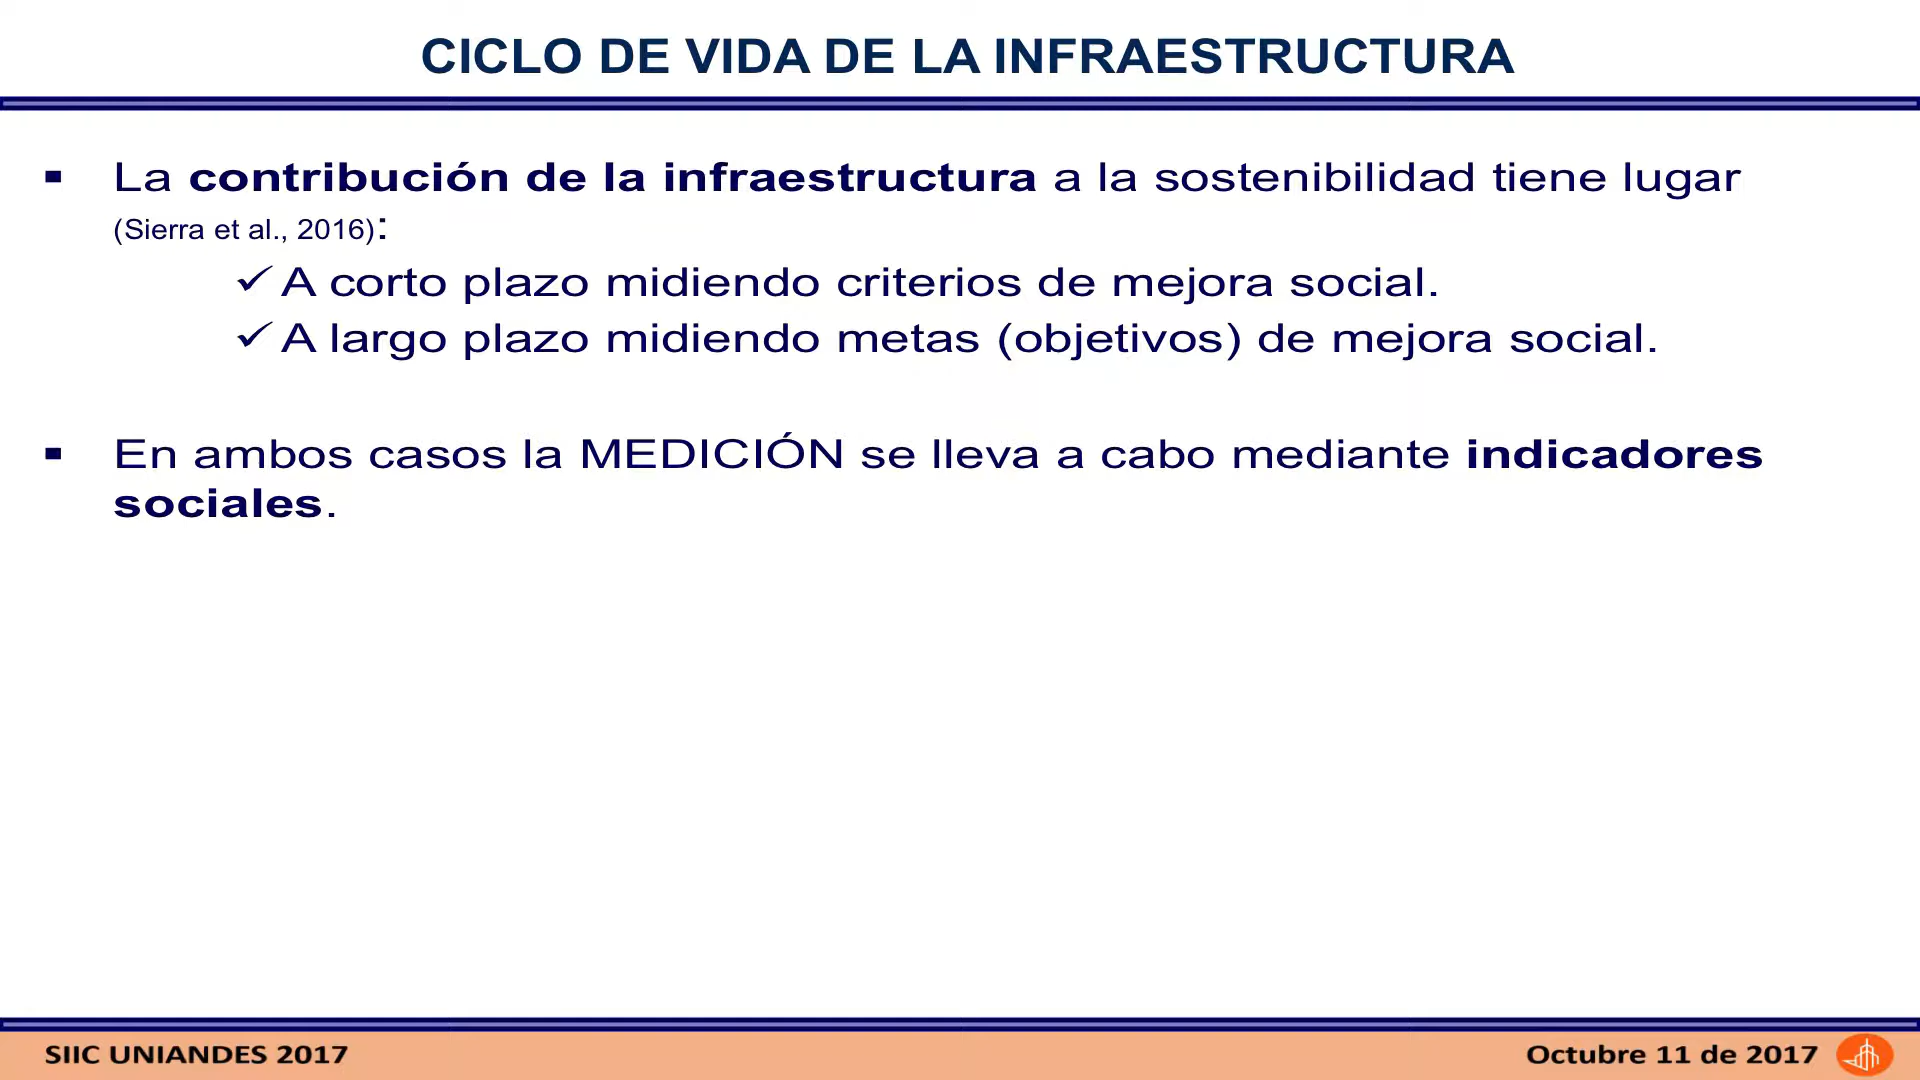 CICLO DE VIDA DE LA INFRAESTRUCTURA
▪ La contribución de la infraestructura a la sostenibilidad tiene lugar
(Sierra et al., 2016):
✓ A corto plazo midiendo criterios de mejora social.
✓ A largo plazo midiendo metas (objetivos) de mejora social.
▪ En ambos casos la MEDICIÓN se lleva a cabo mediante indicadores
sociales.
SIIC UNIANDES 2017
Octubre 11 de 2017